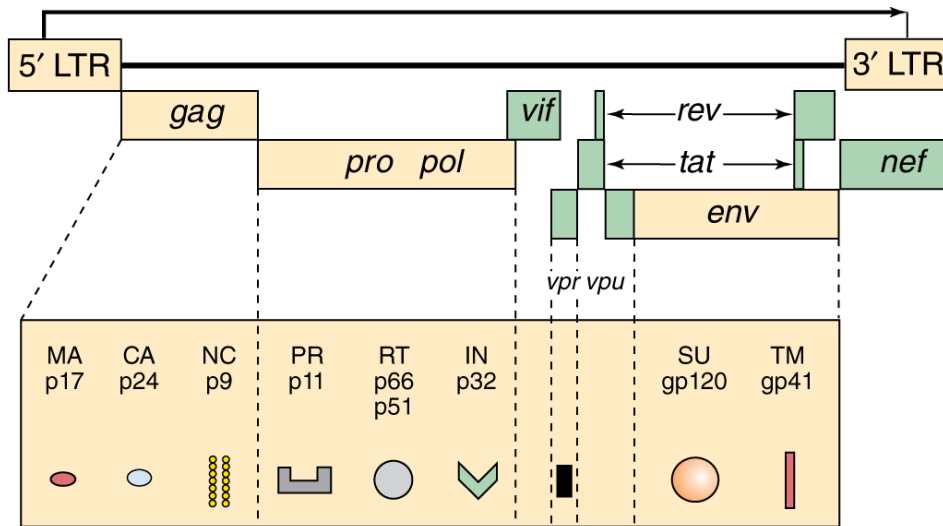 5′ LTR
3′ LTR
gag
vif
rev
pro pol
tat
nef
env
vpr vpu
MA
p17
CA
p24
NC
p9
PR
p11
RT
p66
p51
IN
p32
SU
gp120
TM
gp41